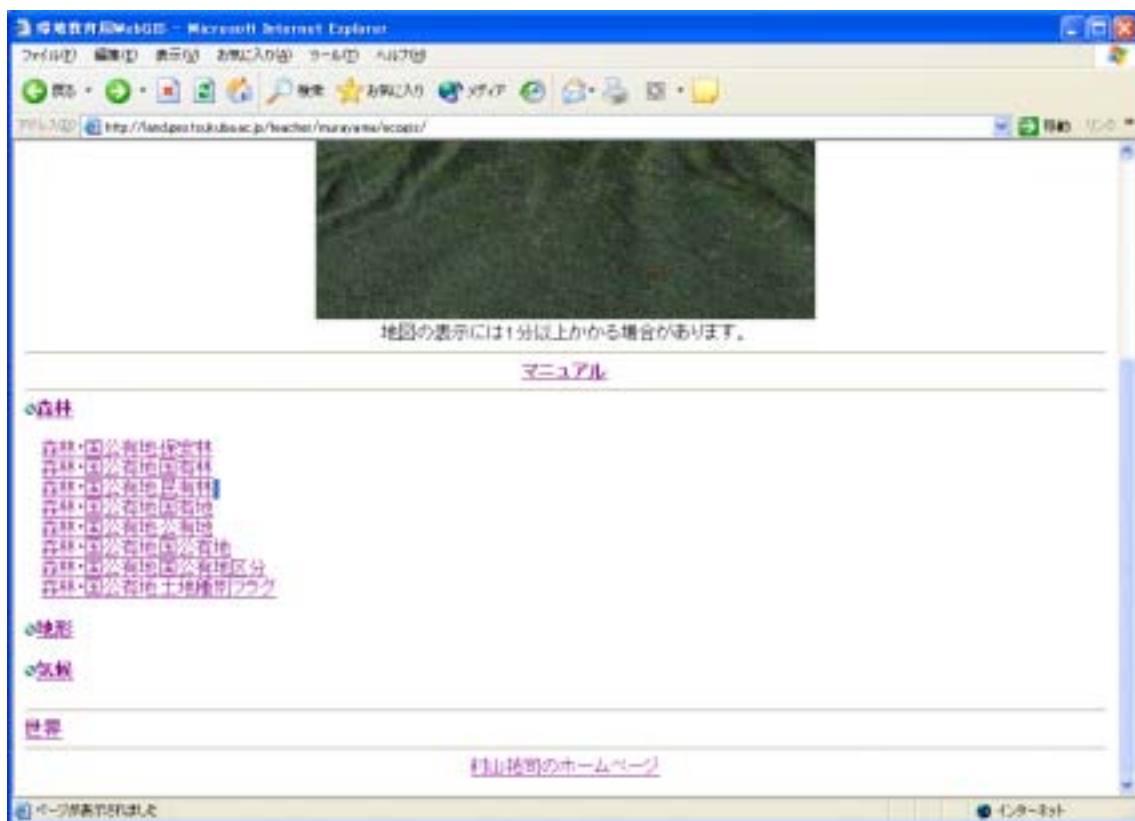 環境教育用WebGIS - Microsoft Internet Explorer
ファイル(F) 編集(E) 表示(V) お気に入り(A) ツール(T) ヘルプ(H)
戻る 検索 お気に入り メディア
アドレス(D) http://land.geo.tsukuba.ac.jp/teacher/murayama/ecogis/ 移動 リンク »
地図の表示には1分以上かかる場合があります。
マニュアル
森林
森林・国公有地 保安林
森林・国公有地 国有林
森林・国公有地 民有林
森林・国公有地 国有地
森林・国公有地 公有地
森林・国公有地 国公有地
森林・国公有地 国公有地区分
森林・国公有地 土地種別フラグ
地形
気候
世界
村山祐司のホームページ
ページが表示されました インターネット